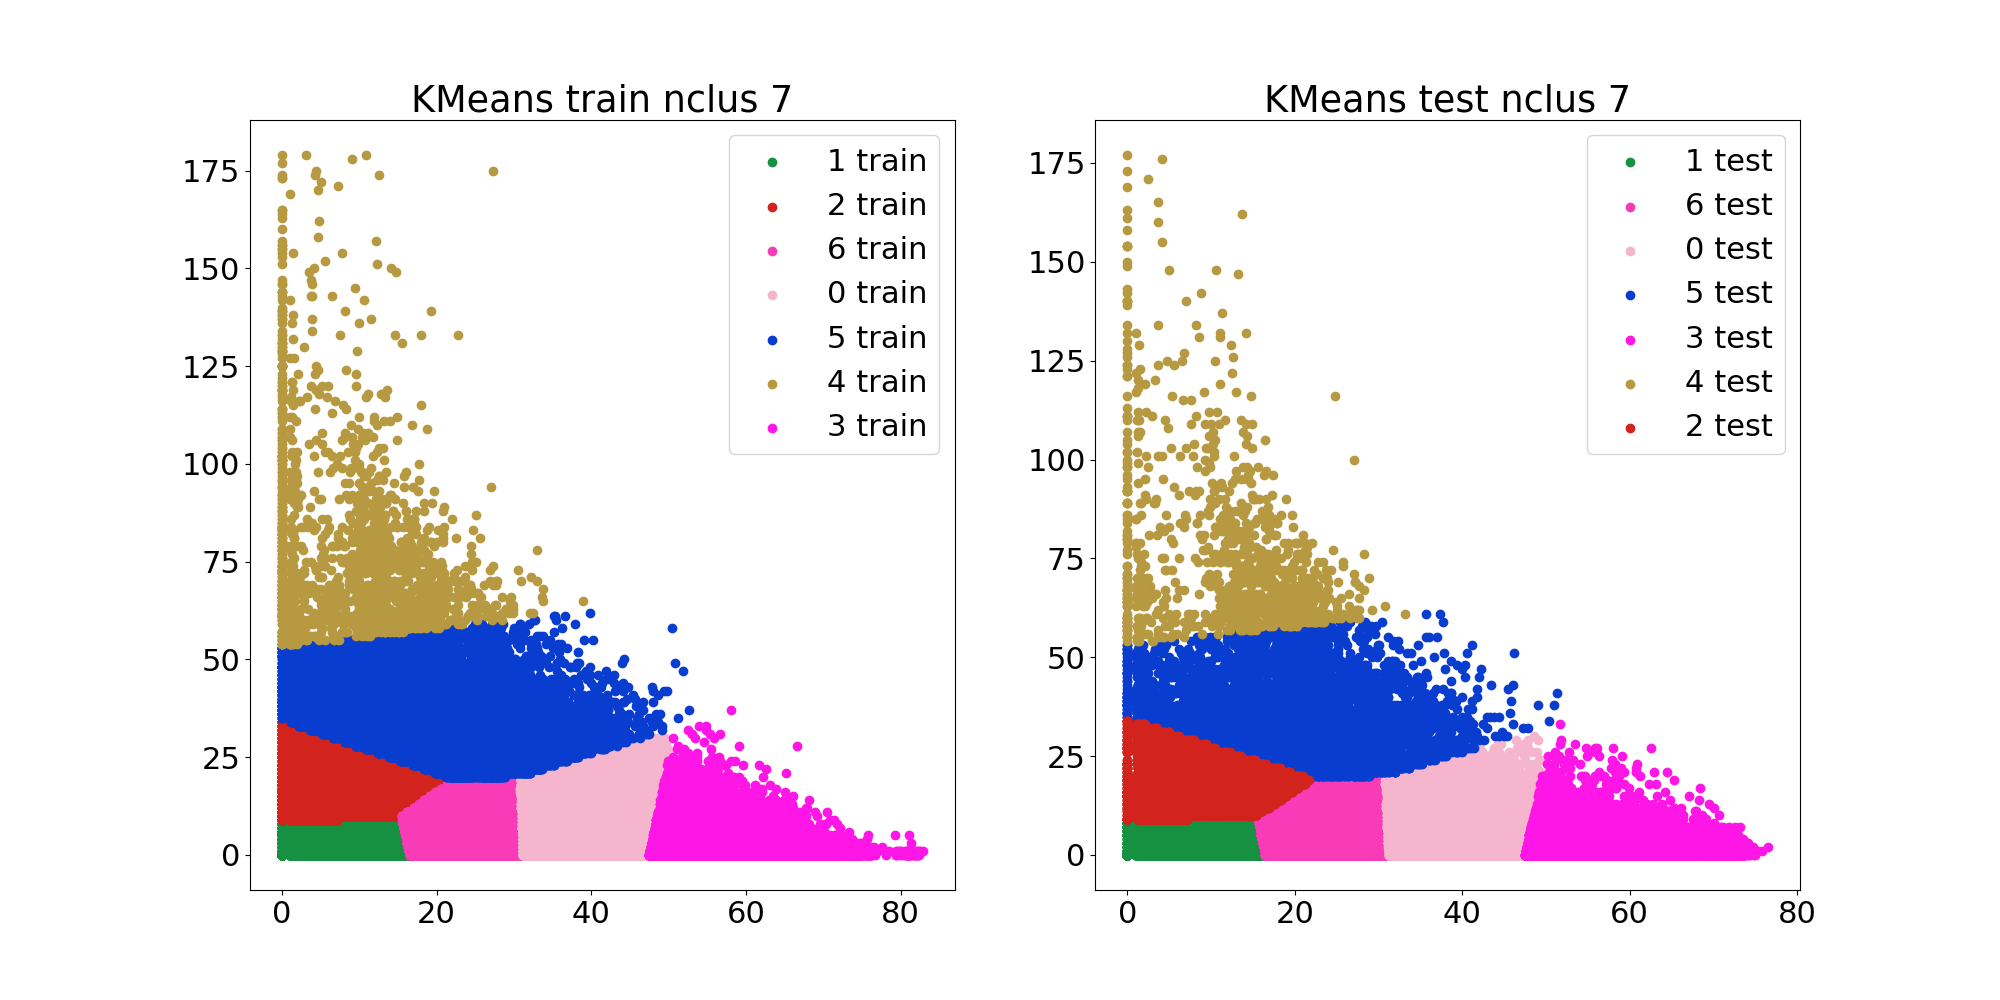 KMeans train nclus 7
175
150
125
100
75
50
25
0
0 20 40 60 80
1 train
2 train
6 train
0 train
5 train
4 train
3 train
KMeans test nclus 7
175
150
125
100
75
50
25
0
0 20 40 60 80
1 test
6 test
0 test
5 test
3 test
4 test
2 test